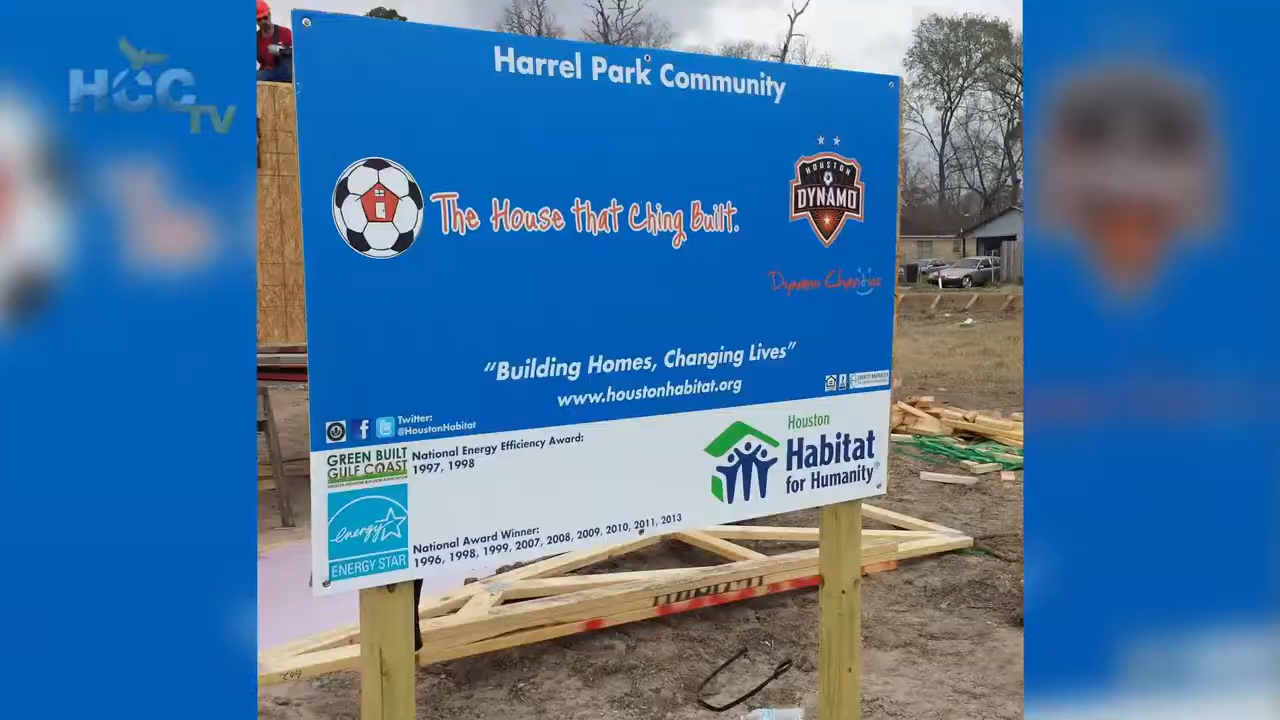 HCC
TV
Harrel Park Community
HOUSTON
DYNAMO
The House that Ching Built.
Dynamo Charities
"Building Homes, Changing Lives"
www.houstonhabitat.org
Twitter:
@HoustonHabitat
GREEN BUILT
GULF COAST
National Energy Efficiency Award:
1997, 1998
Houston
Habitat
for Humanity®
energy
ENERGY STAR
National Award Winner:
1996, 1998, 1999, 2007, 2008, 2009, 2010, 2011, 2013